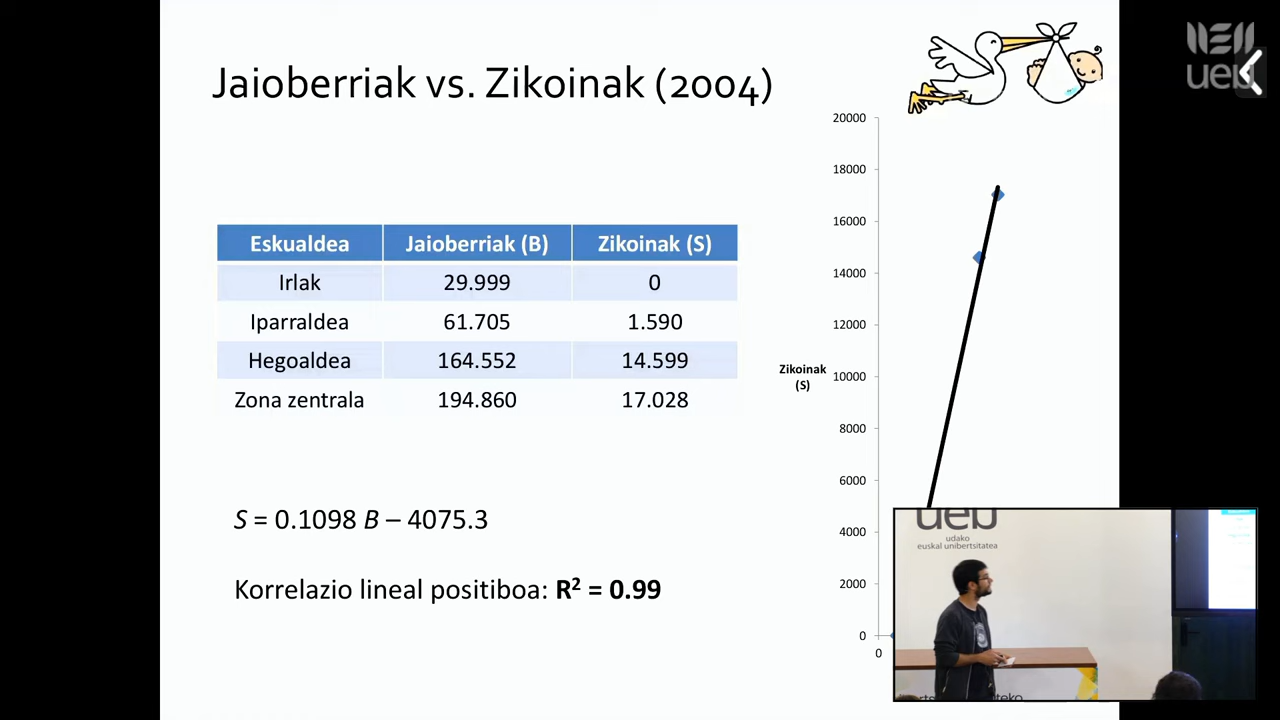 Jaioberriak vs. Zikoinak (2004)
ueu
Eskualdea Jaioberriak (B) Zikoinak (S)
Irlak 29.999 0
Iparraldea 61.705 1.590
Hegoaldea 164.552 14.599
Zona zentrala 194.860 17.028
S = 0.1098 B – 4075.3
Korrelazio lineal positiboa: R² = 0.99
20000
18000
16000
14000
12000
Zikoinak
(S)
10000
8000
6000
4000
2000
0
0
ueu
udako
euskal unibertsitatea